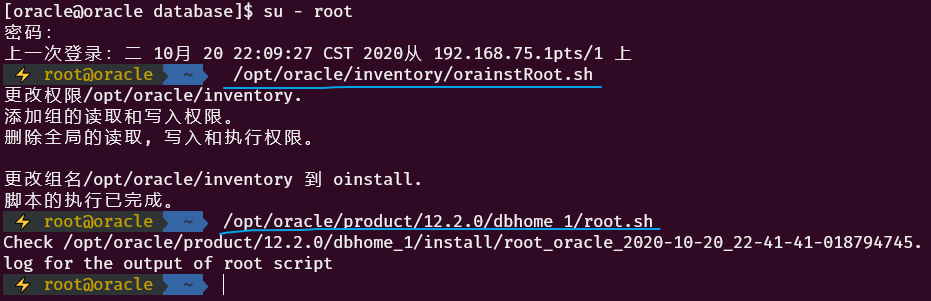 [oracle@oracle database]$ su - root
密码：
上一次登录：二 10月 20 22:09:27 CST 2020从 192.168.75.1pts/1 上
⚡ root@oracle ~ /opt/oracle/inventory/orainstRoot.sh
更改权限/opt/oracle/inventory.
添加组的读取和写入权限。
删除全局的读取，写入和执行权限。
更改组名/opt/oracle/inventory 到 oinstall.
脚本的执行已完成。
⚡ root@oracle ~ /opt/oracle/product/12.2.0/dbhome_1/root.sh
Check /opt/oracle/product/12.2.0/dbhome_1/install/root_oracle_2020-10-20_22-41-41-018794745.
log for the output of root script
⚡ root@oracle ~